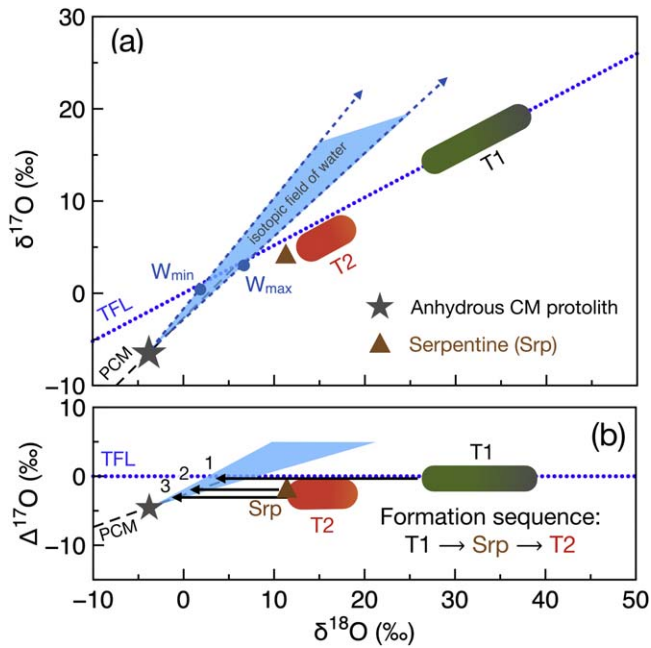 (a)
30
20
10
0
−10
δ¹⁷O (‰)
isotopic field of water
T1
T2
Wmin
Wmax
TFL
PCM
Anhydrous CM protolith
Serpentine (Srp)
(b)
10
5
0
−5
−10
Δ¹⁷O (‰)
TFL
1
2
3
T1
Srp
T2
PCM
Formation sequence:
T1 → Srp → T2
−10 0 10 20 30 40 50
δ¹⁸O (‰)